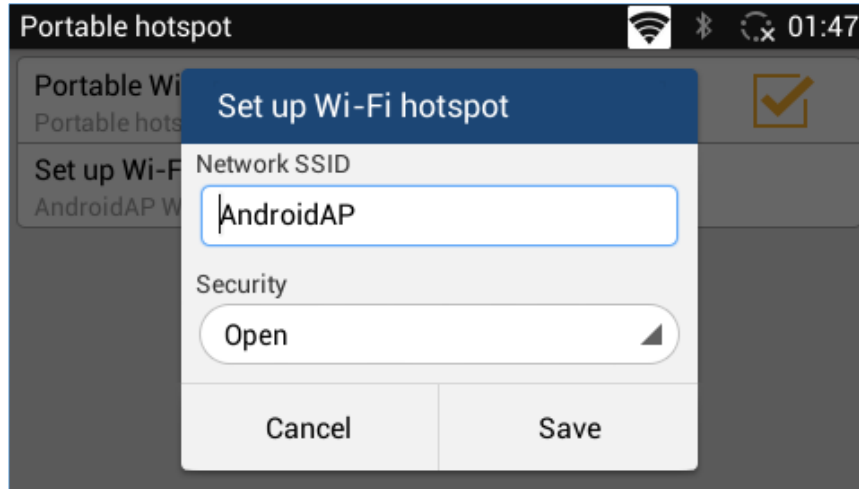 Portable hotspot 01:47
Portable Wi
Portable hots
Set up Wi-F
AndroidAP W
Set up Wi-Fi hotspot
Network SSID
AndroidAP
Security
Open
Cancel Save